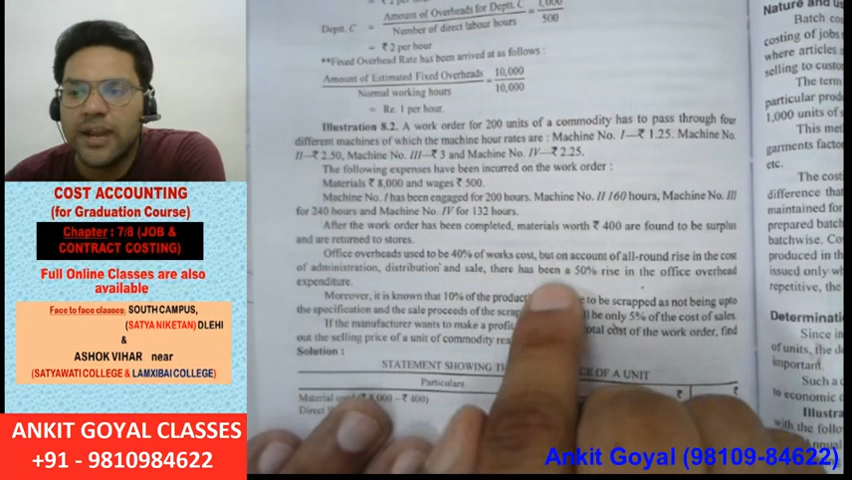 Deptt. C = Amount of Overheads for Deptt. C / Number of direct labour hours = 1,000 / 500
= ₹ 2 per hour
**Fixed Overhead Rate has been arrived at as follows :
Amount of Estimated Fixed Overheads / Normal working hours = 10,000 / 10,000
= Re. 1 per hour.
Illustration 8.2. A work order for 200 units of a commodity has to pass through four
different machines of which the machine hour rates are : Machine No. I—₹ 1.25. Machine No.
II—₹ 2.50, Machine No. III—₹ 3 and Machine No. IV—₹ 2.25.
The following expenses have been incurred on the work order :
Materials ₹ 8,000 and wages ₹ 500.
Machine No. I has been engaged for 200 hours. Machine No. II 160 hours, Machine No. III
for 240 hours and Machine No. IV for 132 hours.
After the work order has been completed, materials worth ₹ 400 are found to be surplus
and are returned to stores.
Office overheads used to be 40% of works cost, but on account of all-round rise in the cost
of administration, distribution and sale, there has been a 50% rise in the office overhead
expenditure.
Moreover, it is known that 10% of the product to be scrapped as not being upto
the specification and the sale proceeds of the scrap be only 5% of the cost of sales.
If the manufacturer wants to make a profit total cost of the work order, find
out the selling price of a unit of commodity
Solution :
STATEMENT SHOWING OF A UNIT
Particulars ₹ ₹
Material ₹ 8,000 – ₹ 400)
Direct
Nature and
Batch
costing of jobs
where articles
selling to
The term
particular
1,000 units
This
garments
etc.
The
difference that
maintained for
prepared batch
batchwise. Co
produced in the
issued only
repetitive, the
Determinati
Since in
of units, the
important.
Such a
to economic
Illustra
with the
COST ACCOUNTING
(for Graduation Course)
Chapter : 7/8 (JOB &
CONTRACT COSTING)
Full Online Classes are also
available
Face to face classes: SOUTH CAMPUS,
(SATYA NIKETAN) DLEHI
&
ASHOK VIHAR near
(SATYAWATI COLLEGE & LAMXIBAI COLLEGE)
ANKIT GOYAL CLASSES
+91 - 9810984622
Ankit Goyal (98109-84622)